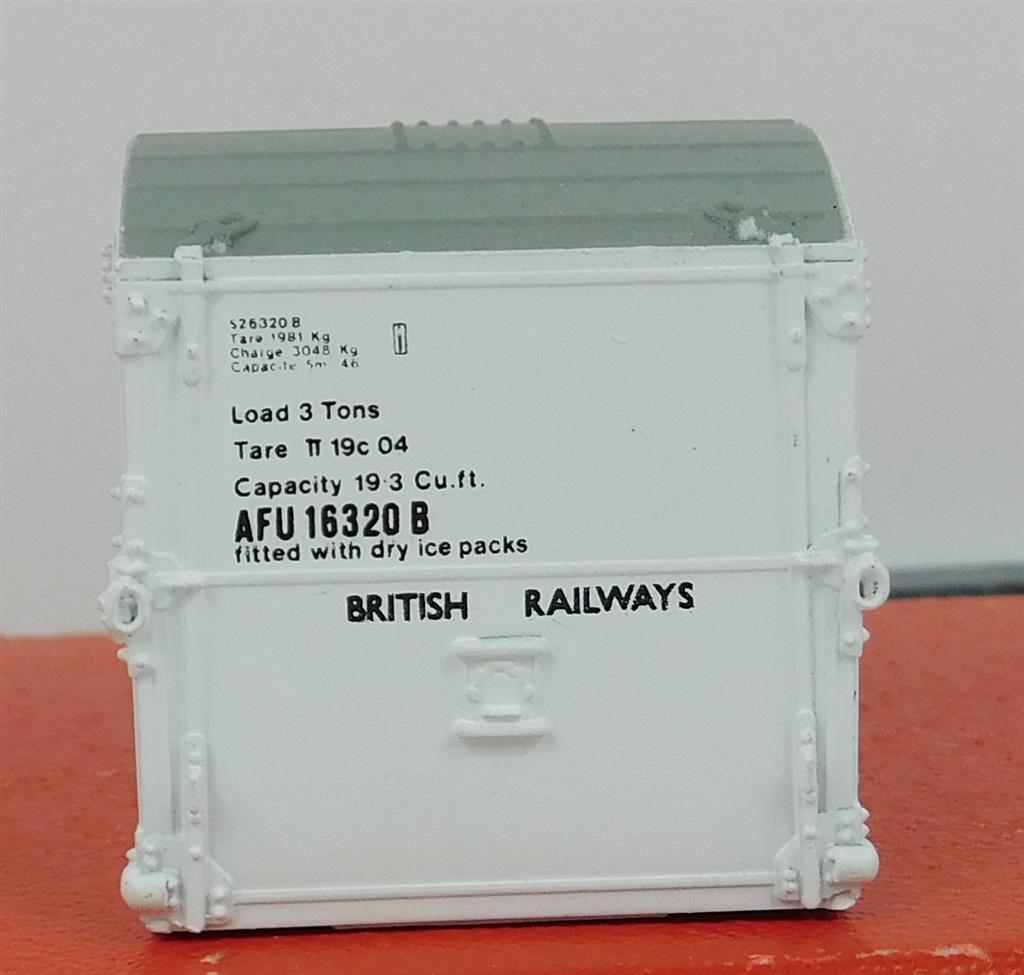 S26320 B
Tare 1981 Kg
Charge 3048 Kg
Capacite 5m 46
Load 3 Tons
Tare 1T 19c 04
Capacity 19·3 Cu.ft.
AFU 16320 B
fitted with dry ice packs
BRITISH RAILWAYS